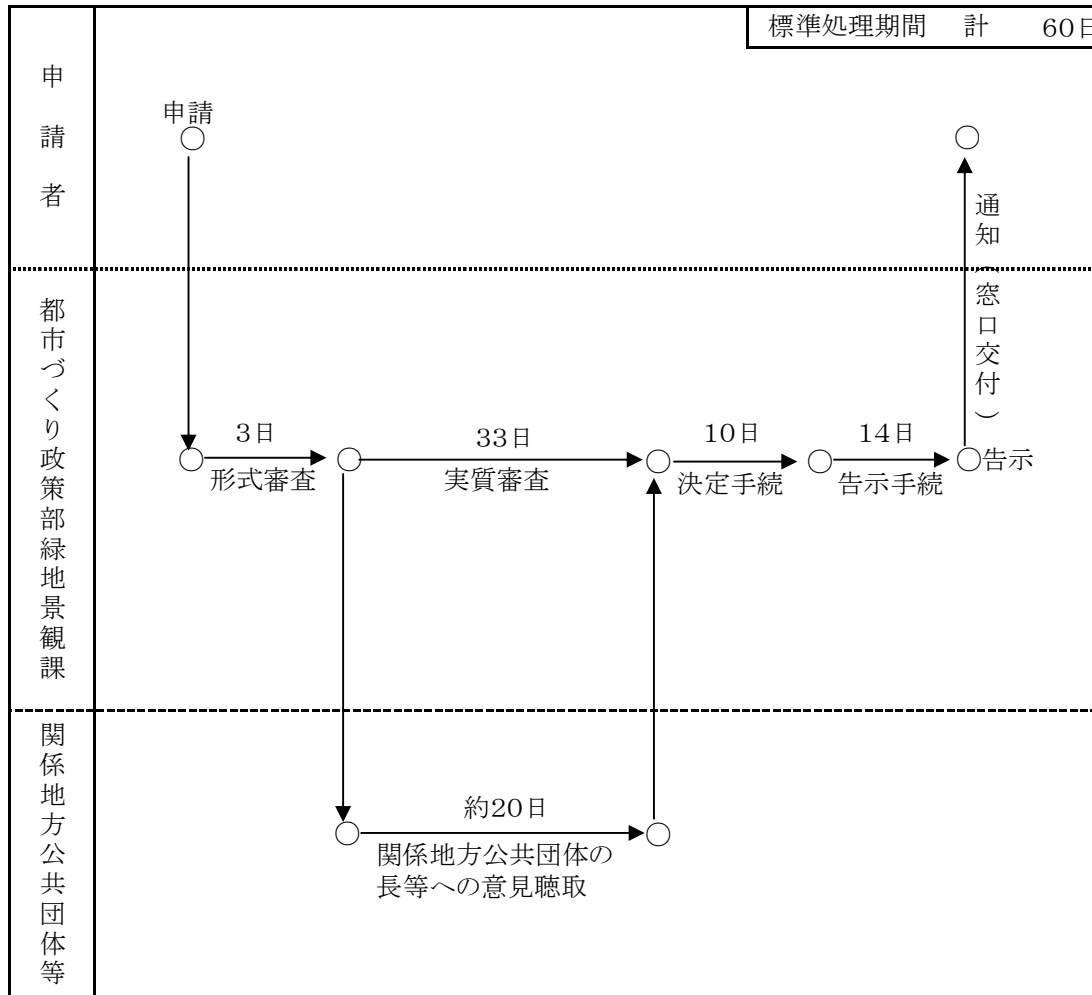 標準処理期間 計 60日
申請者
申請
通知(窓口交付)
都市づくり政策部緑地景観課
3日
形式審査
33日
実質審査
10日
決定手続
14日
告示手続
告示
関係地方公共団体等
約20日
関係地方公共団体の
長等への意見聴取